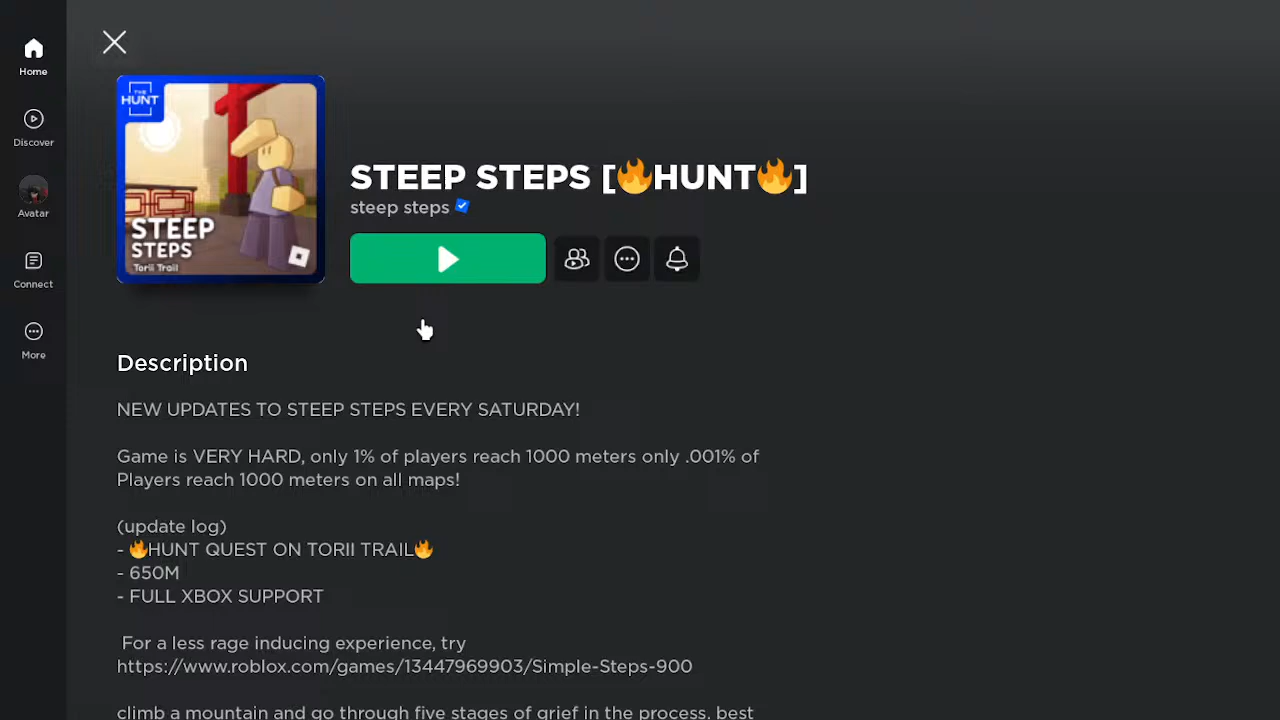 Home
Discover
Avatar
Connect
More
THE
HUNT
STEEP
STEPS
Torii Trail
STEEP STEPS [🔥HUNT🔥]
steep steps
Description
NEW UPDATES TO STEEP STEPS EVERY SATURDAY!
Game is VERY HARD, only 1% of players reach 1000 meters only .001% of
Players reach 1000 meters on all maps!
(update log)
- 🔥HUNT QUEST ON TORII TRAIL🔥
- 650M
- FULL XBOX SUPPORT
For a less rage inducing experience, try
https://www.roblox.com/games/13447969903/Simple-Steps-900
climb a mountain and go through five stages of grief in the process. best